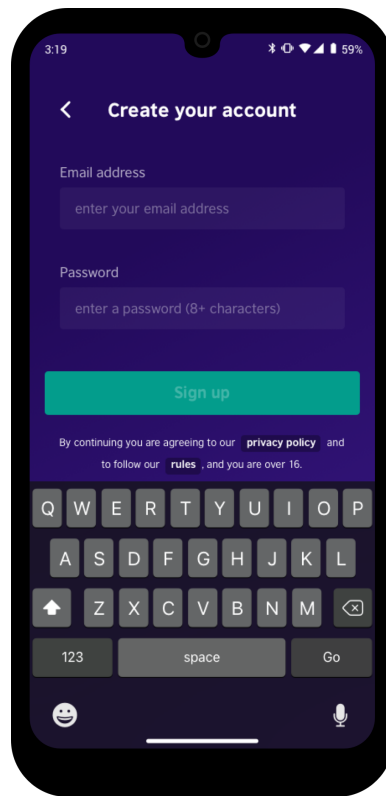 3:19 59%
Create your account
Email address
enter your email address
Password
enter a password (8+ characters)
Sign up
By continuing you are agreeing to our privacy policy and
to follow our rules , and you are over 16.
Q W E R T Y U I O P
A S D F G H J K L
Z X C V B N M
123 space Go